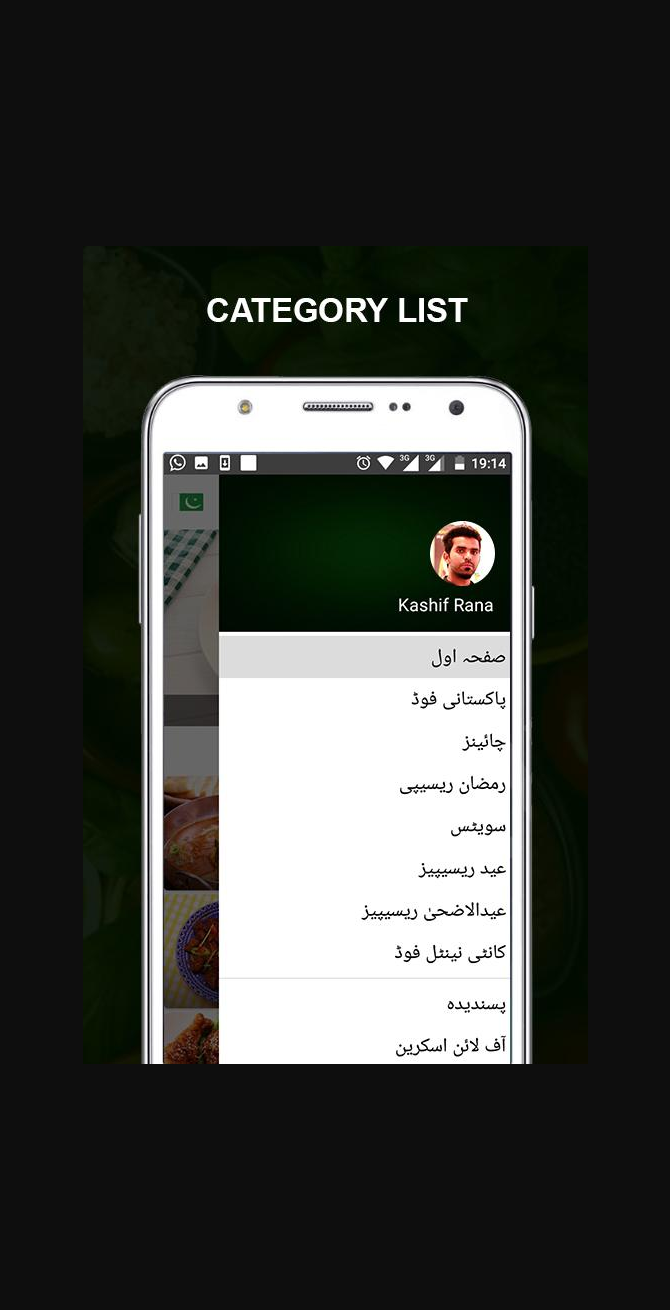 CATEGORY LIST
3G 3G 19:14
Kashif Rana
صفحہ اول
پاکستانی فوڈ
چائینز
رمضان ریسیپی
سویٹس
عید ریسیپیز
عیدالاضحیٰ ریسیپیز
کانٹی نینٹل فوڈ
پسندیدہ
آف لائن اسکرین